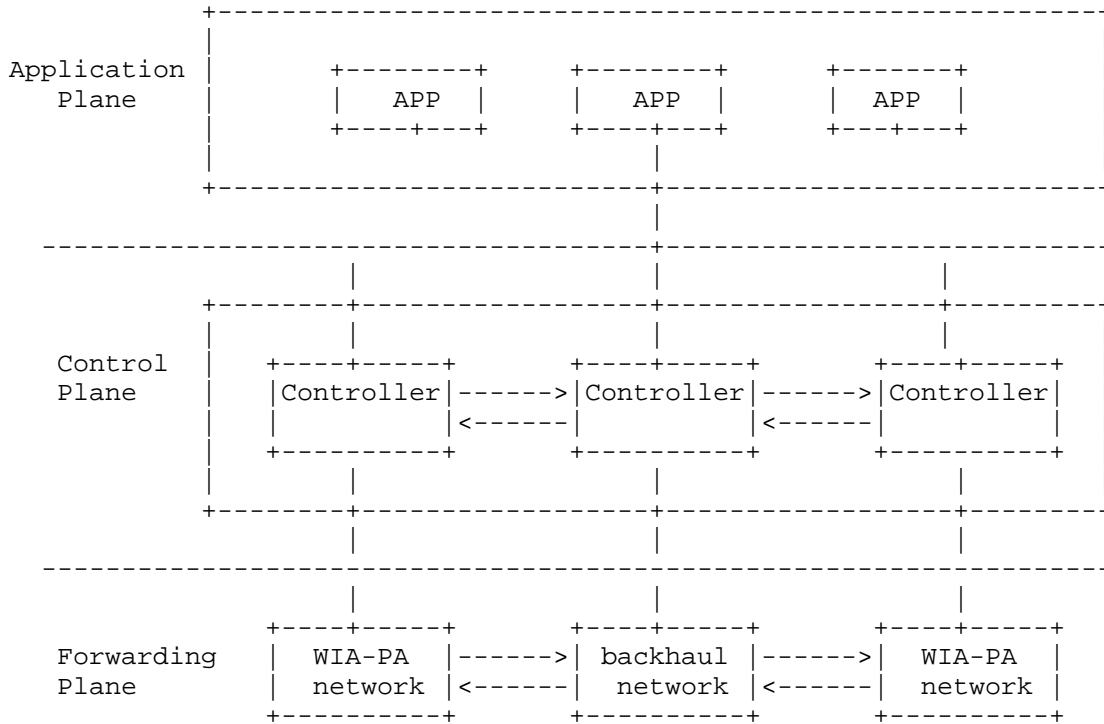 Application
Plane
APP APP APP
Control
Plane
Controller Controller Controller
Forwarding
Plane
WIA-PA backhaul WIA-PA
network network network